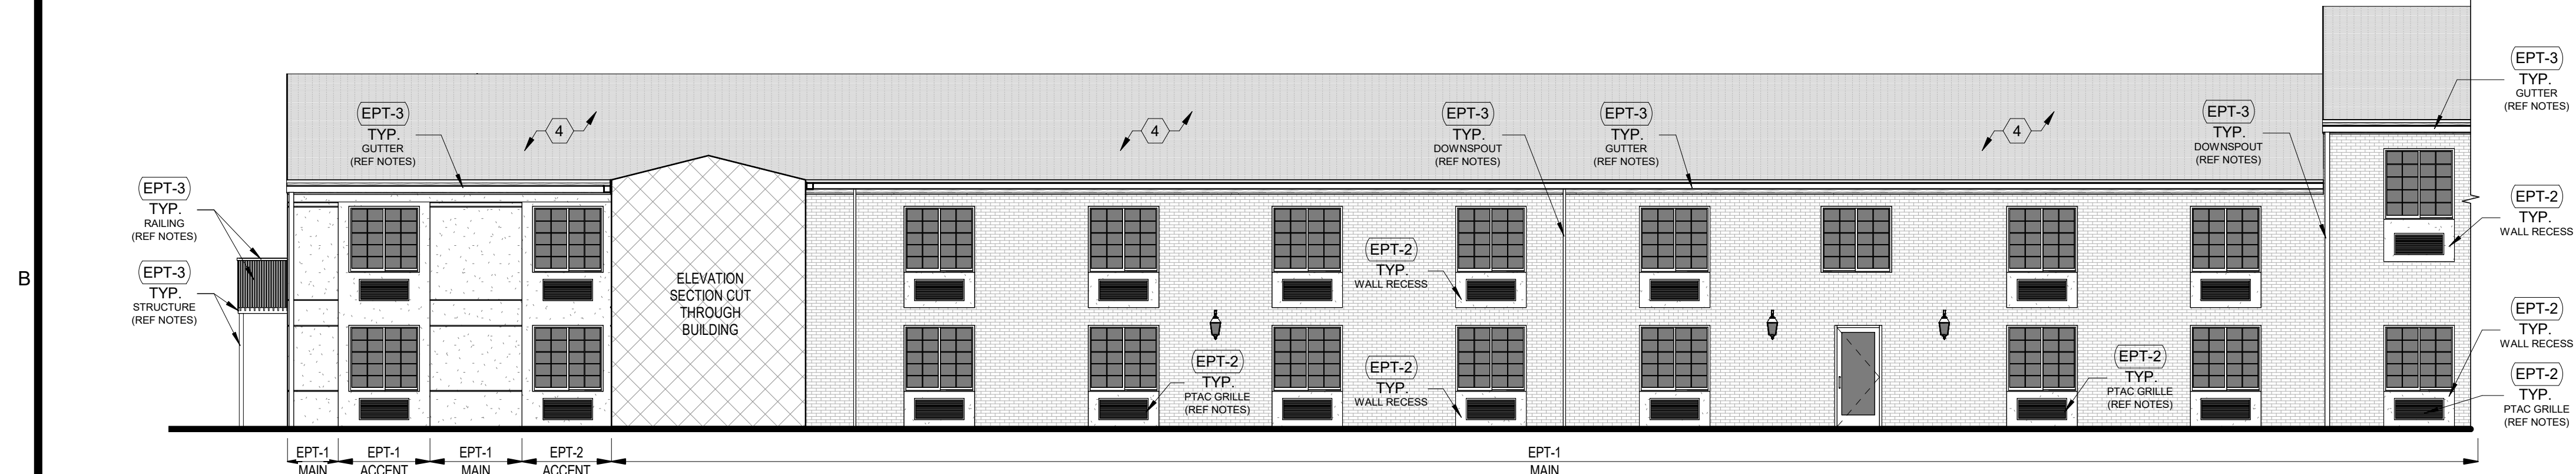 EPT-3
TYP.
GUTTER
(REF NOTES)
EPT-3
TYP.
GUTTER
(REF NOTES)
4
EPT-3
TYP.
DOWNSPOUT
(REF NOTES)
4
EPT-3
TYP.
GUTTER
(REF NOTES)
EPT-3
TYP.
DOWNSPOUT
(REF NOTES)
4
EPT-3
TYP.
RAILING
(REF NOTES)
EPT-2
TYP.
WALL RECESS
EPT-3
TYP.
STRUCTURE
(REF NOTES)
B
ELEVATION
SECTION CUT
THROUGH
BUILDING
EPT-2
TYP.
WALL RECESS
EPT-2
TYP.
WALL RECESS
EPT-2
TYP.
PTAC GRILLE
(REF NOTES)
EPT-2
TYP.
WALL RECESS
EPT-2
TYP.
PTAC GRILLE
(REF NOTES)
EPT-2
TYP.
PTAC GRILLE
(REF NOTES)
EPT-1
MAIN
EPT-1
ACCENT
EPT-1
MAIN
EPT-2
ACCENT
EPT-1
MAIN